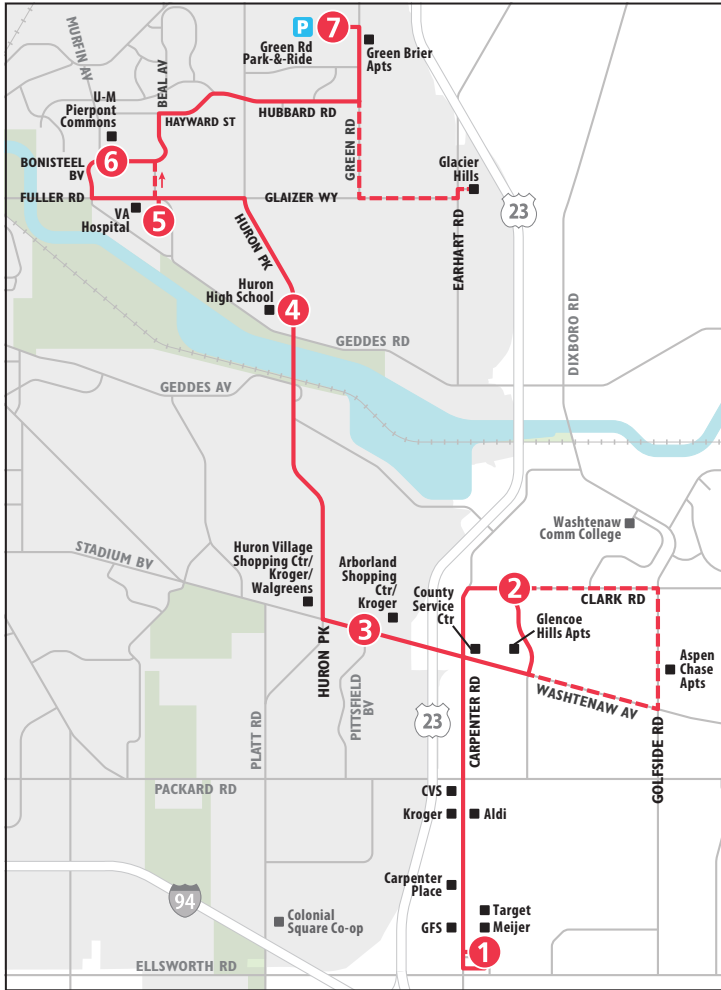 MURFIN AV
BEAL AV
P
7
Green Rd
Park-&-Ride
Green Brier
Apts
U-M
Pierpont
Commons
HAYWARD ST
HUBBARD RD
GREEN RD
6
BONISTEEL
BV
Glacier
Hills
FULLER RD
GLAIZER WY
VA
Hospital
5
HURON PK
EARHART RD
23
Huron
High School
4
GEDDES RD
DIXBORO RD
GEDDES AV
STADIUM BV
Washtenaw
Comm College
Huron Village
Shopping Ctr/
Kroger/
Walgreens
Arborland
Shopping
Ctr/
Kroger
2
CLARK RD
County
Service
Ctr
Glencoe
Hills Apts
3
HURON PK
PITTSFIELD
BV
Aspen
Chase
Apts
WASHTENAW AV
CARPENTER RD
23
PLATT RD
GOLFSIDE RD
PACKARD RD
CVS
Kroger
Aldi
Carpenter
Place
94
Target
Colonial
Square Co-op
GFS
Meijer
1
ELLSWORTH RD